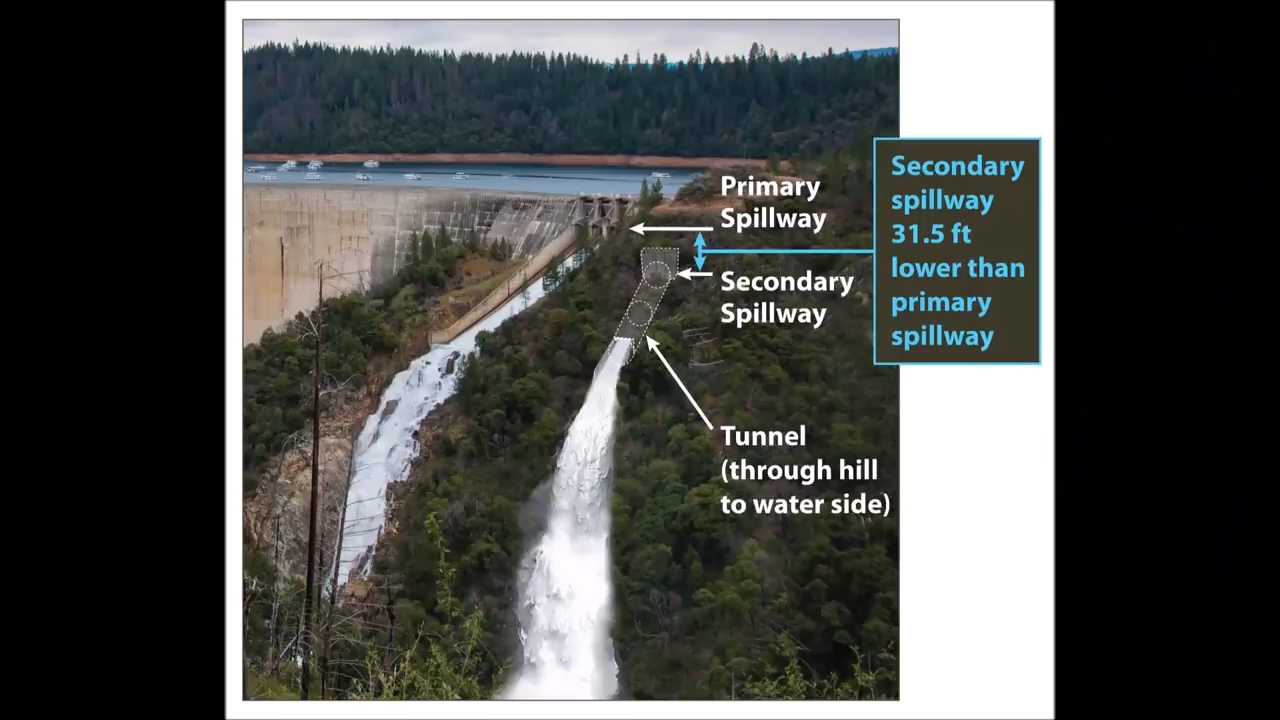 Primary
Spillway
Secondary
Spillway
Tunnel
(through hill
to water side)
Secondary
spillway
31.5 ft
lower than
primary
spillway